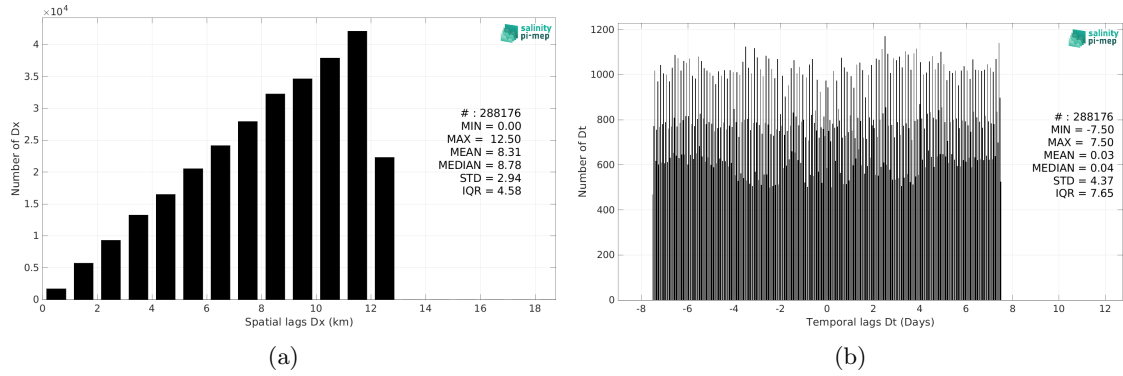 ×10⁴
4
3.5
3
2.5
2
1.5
1
0.5
0
Number of Dx
salinity
pi-mep
# : 288176
MIN = 0.00
MAX = 12.50
MEAN = 8.31
MEDIAN = 8.78
STD = 2.94
IQR = 4.58
0 2 4 6 8 10 12 14 16 18
Spatial lags Dx (km)
(a)
1200
1000
800
600
400
200
0
Number of Dt
salinity
pi-mep
# : 288176
MIN = -7.50
MAX = 7.50
MEAN = 0.03
MEDIAN = 0.04
STD = 4.37
IQR = 7.65
-8 -6 -4 -2 0 2 4 6 8 10 12
Temporal lags Dt (Days)
(b)